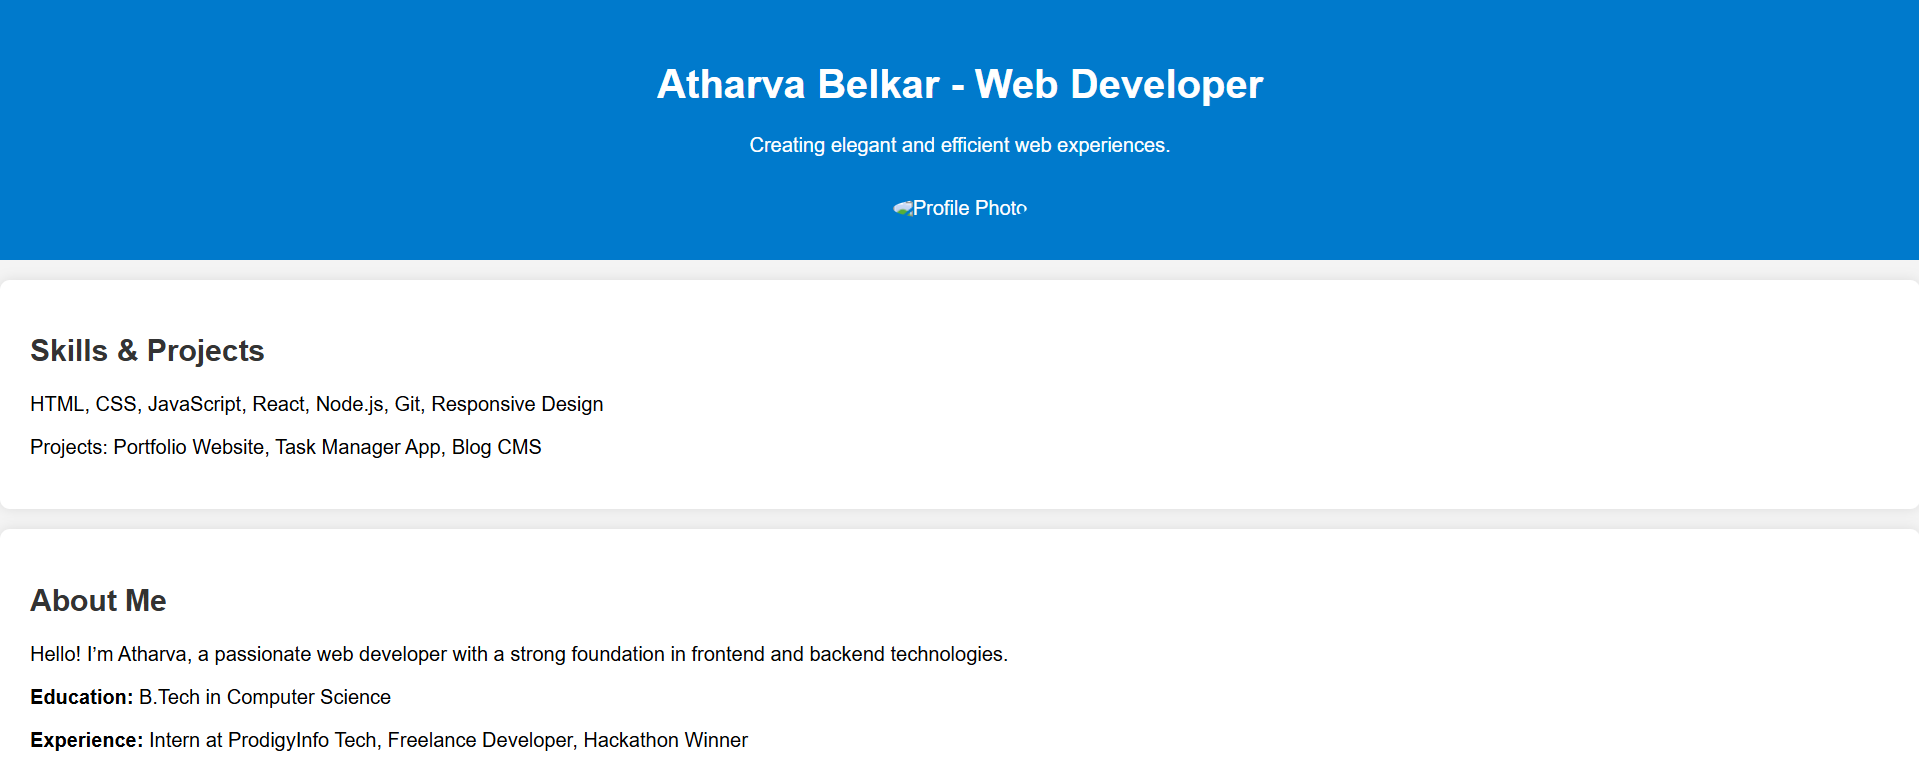 Atharva Belkar - Web Developer
Creating elegant and efficient web experiences.
Profile Photo
Skills & Projects
HTML, CSS, JavaScript, React, Node.js, Git, Responsive Design
Projects: Portfolio Website, Task Manager App, Blog CMS
About Me
Hello! I’m Atharva, a passionate web developer with a strong foundation in frontend and backend technologies.
Education: B.Tech in Computer Science
Experience: Intern at ProdigyInfo Tech, Freelance Developer, Hackathon Winner